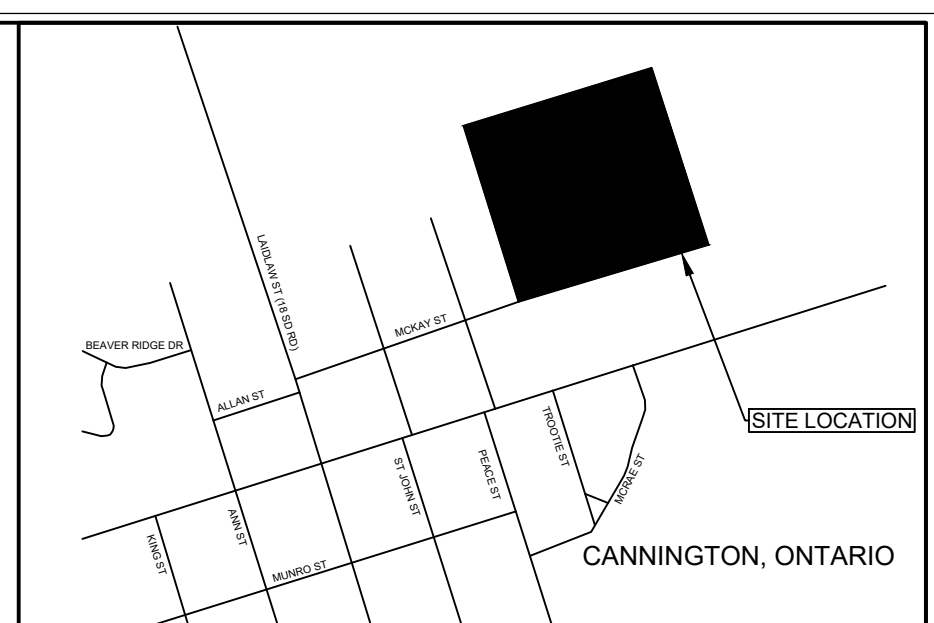 LAIDLAW ST (18 SD RD)
MCKAY ST
BEAVER RIDGE DR
ALLAN ST
SITE LOCATION
TROOTIE ST
PEACE ST
ST JOHN ST
MCRAE ST
ANN ST
KING ST
MUNRO ST
CANNINGTON, ONTARIO